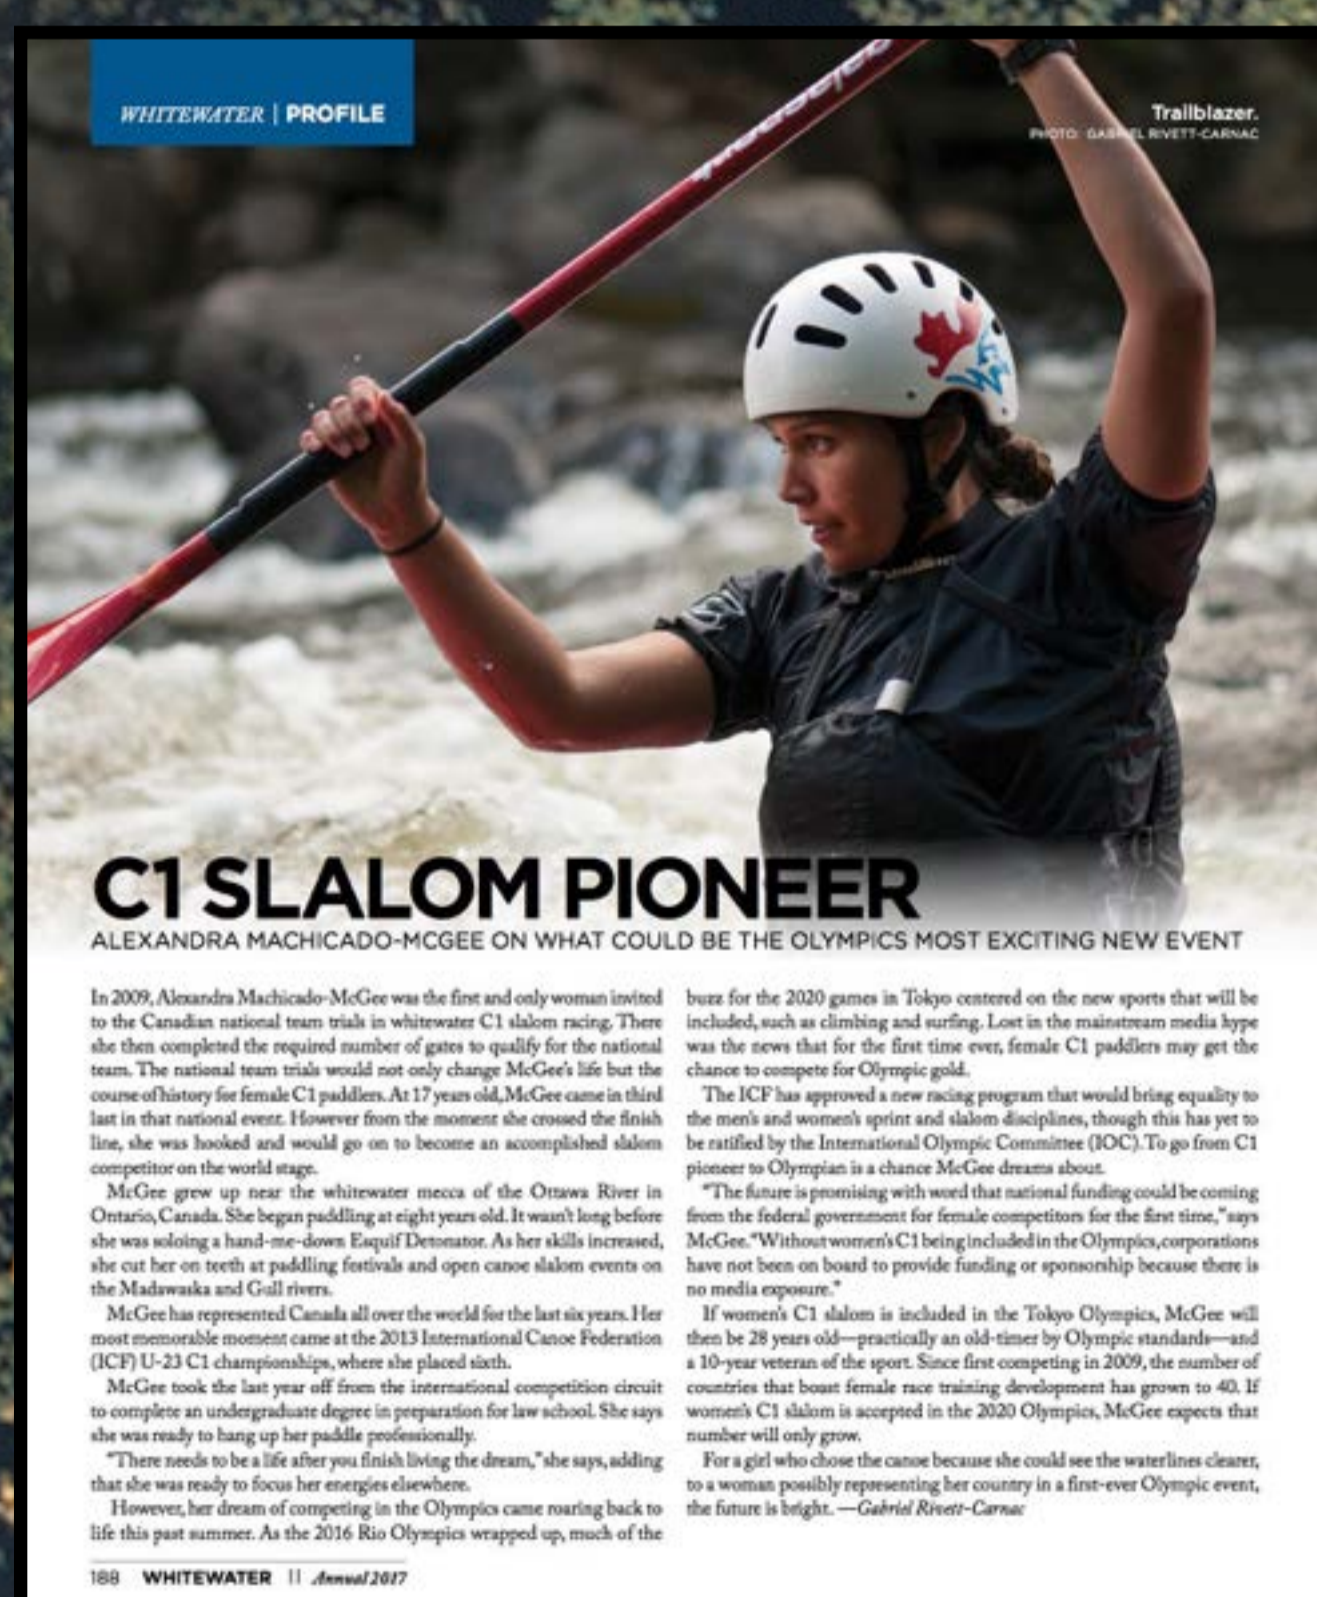 WHITEWATER | PROFILE
Trailblazer.
PHOTO: GABRIEL RIVETT-CARNAC
C1 SLALOM PIONEER
ALEXANDRA MACHICADO-MCGEE ON WHAT COULD BE THE OLYMPICS MOST EXCITING NEW EVENT
In 2009, Alexandra Machicado-McGee was the first and only woman invited
to the Canadian national team trials in whitewater C1 slalom racing. There
she then completed the required number of gates to qualify for the national
team. The national team trials would not only change McGee's life but the
course of history for female C1 paddlers. At 17 years old, McGee came in third
last in that national event. However from the moment she crossed the finish
line, she was hooked and would go on to become an accomplished slalom
competitor on the world stage.
McGee grew up near the whitewater mecca of the Ottawa River in
Ontario, Canada. She began paddling at eight years old. It wasn't long before
she was soloing a hand-me-down Esquif Detonator. As her skills increased,
she cut her on teeth at paddling festivals and open canoe slalom events on
the Madawaska and Gull rivers.
McGee has represented Canada all over the world for the last six years. Her
most memorable moment came at the 2013 International Canoe Federation
(ICF) U-23 C1 championships, where she placed sixth.
McGee took the last year off from the international competition circuit
to complete an undergraduate degree in preparation for law school. She says
she was ready to hang up her paddle professionally.
"There needs to be a life after you finish living the dream," she says, adding
that she was ready to focus her energies elsewhere.
However, her dream of competing in the Olympics came roaring back to
life this past summer. As the 2016 Rio Olympics wrapped up, much of the
buzz for the 2020 games in Tokyo centered on the new sports that will be
included, such as climbing and surfing. Lost in the mainstream media hype
was the news that for the first time ever, female C1 paddlers may get the
chance to compete for Olympic gold.
The ICF has approved a new racing program that would bring equality to
the men's and women's sprint and slalom disciplines, though this has yet to
be ratified by the International Olympic Committee (IOC). To go from C1
pioneer to Olympian is a chance McGee dreams about.
"The future is promising with word that national funding could be coming
from the federal government for female competitors for the first time," says
McGee. "Without women's C1 being included in the Olympics, corporations
have not been on board to provide funding or sponsorship because there is
no media exposure."
If women's C1 slalom is included in the Tokyo Olympics, McGee will
then be 28 years old—practically an old-timer by Olympic standards—and
a 10-year veteran of the sport. Since first competing in 2009, the number of
countries that boast female race training development has grown to 40. If
women's C1 slalom is accepted in the 2020 Olympics, McGee expects that
number will only grow.
For a girl who chose the canoe because she could see the waterlines clearer,
to a woman possibly representing her country in a first-ever Olympic event,
the future is bright. —Gabriel Rivett-Carnac
188 WHITEWATER || Annual 2017